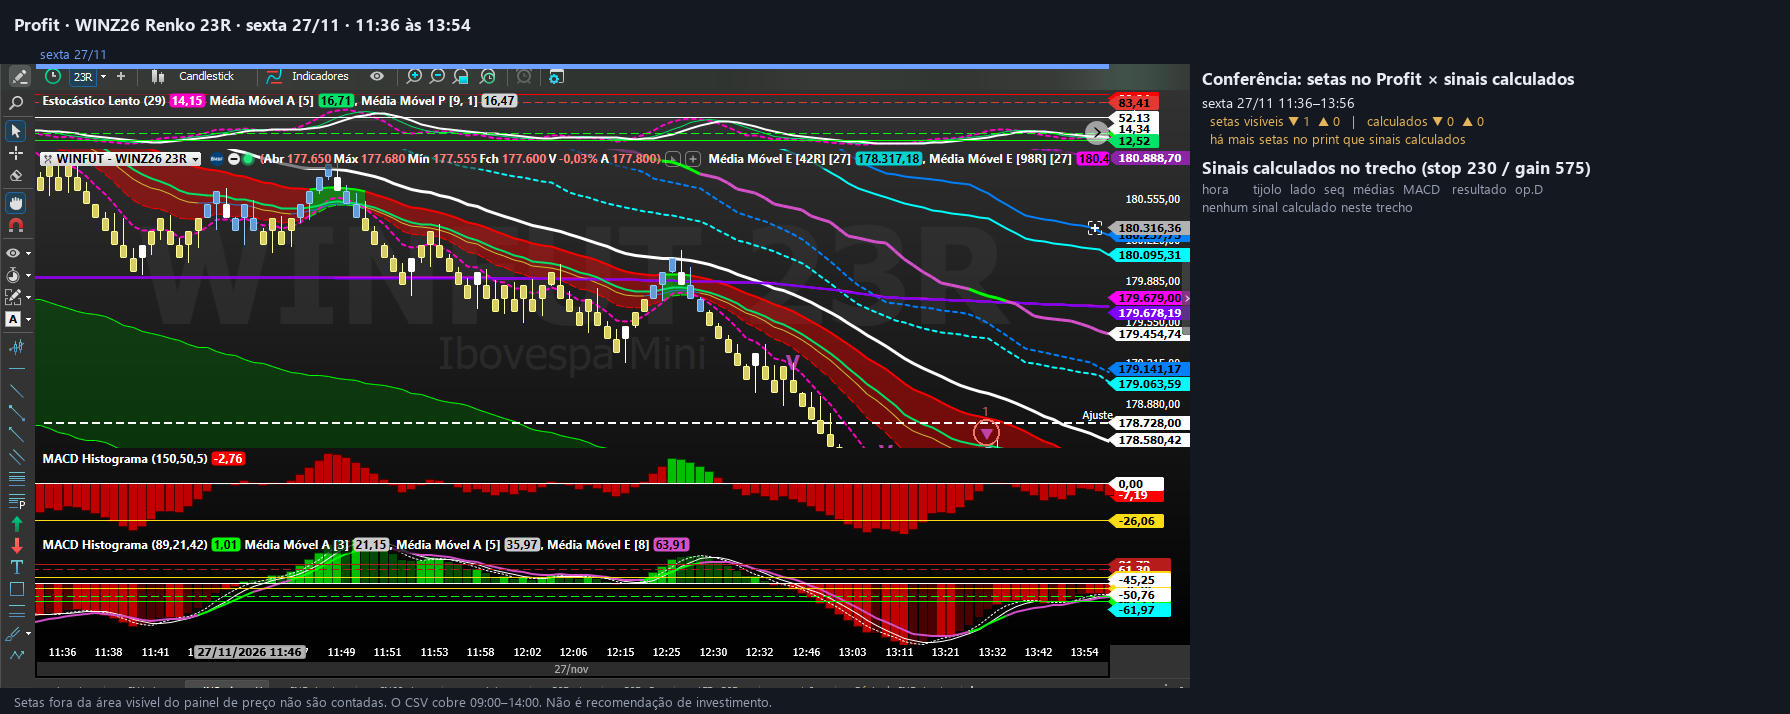 Profit · WINZ26 Renko 23R · sexta 27/11 · 11:36 às 13:54
sexta 27/11
23R
Candlestick
Indicadores
Estocástico Lento (29) 14,15 Média Móvel A [5] 16,71, Média Móvel P [9, 1] 16,47
83,41
52.13
14,34
12,52
WINFUT - WINZ26 23R
Abr 177.650 Máx 177.680 Mín 177.555 Fch 177.600 V -0,03% A 177.800)
Média Móvel E [42R] [27] 178.317,18, Média Móvel E [98R] [27] 180.4
180.888,70
180.555,00
180.316,36
180.095,31
179.885,00
179.679,00
179.678,19
179.550,00
179.454,74
179.141,17
179.063,59
178.880,00
Ajuste
178.728,00
178.580,42
WINFUT 23R
Ibovespa Mini
V
1
MACD Histograma (150,50,5) -2,76
0,00
-7,19
-26,06
MACD Histograma (89,21,42) 1,01 Média Móvel A [3] 21,15, Média Móvel A [5] 35,97, Média Móvel E [8] 63,91
-45,25
-50,76
-61,97
11:36 11:38 11:41 27/11/2026 11:46 11:49 11:51 11:53 11:58 12:02 12:06 12:15 12:25 12:30 12:32 12:46 13:03 13:11 13:21 13:32 13:42 13:54
27/nov
Conferência: setas no Profit × sinais calculados
sexta 27/11 11:36–13:56
setas visíveis ▼ 1 ▲ 0 | calculados ▼ 0 ▲ 0
há mais setas no print que sinais calculados
Sinais calculados no trecho (stop 230 / gain 575)
hora tijolo lado seq médias MACD resultado op.D
nenhum sinal calculado neste trecho
Setas fora da área visível do painel de preço não são contadas. O CSV cobre 09:00–14:00. Não é recomendação de investimento.